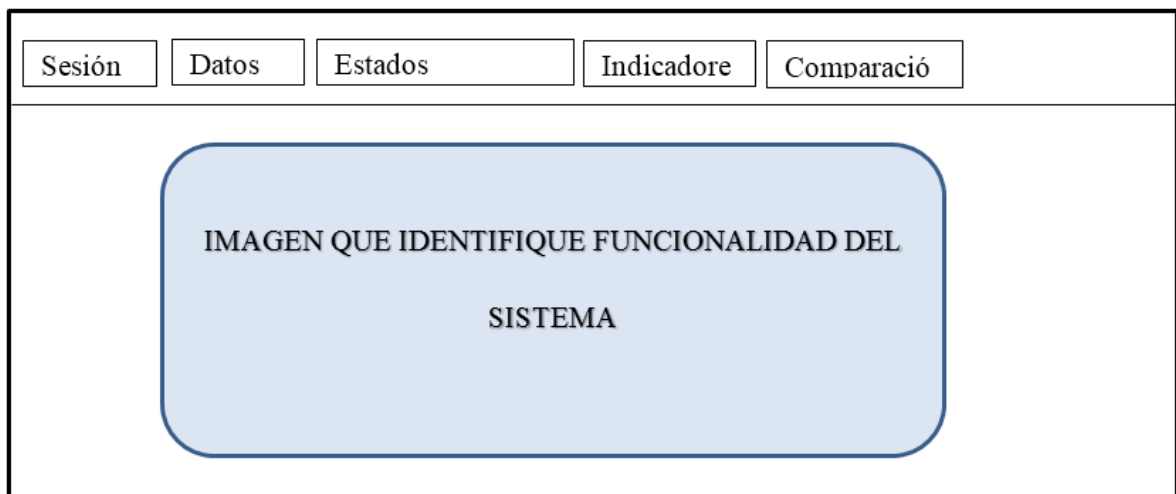 Sesión Datos Estados Indicadore Comparació
IMAGEN QUE IDENTIFIQUE FUNCIONALIDAD DEL
SISTEMA